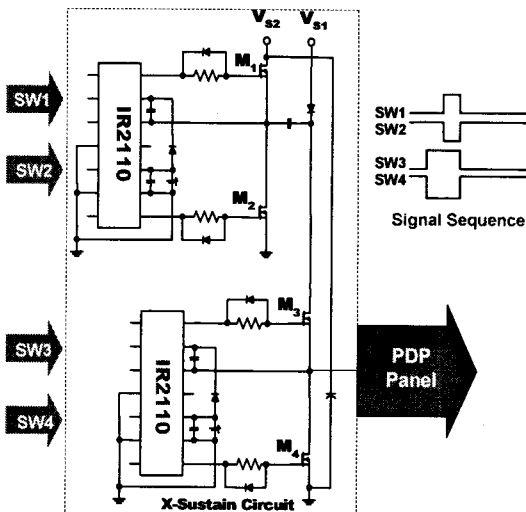 V_S2 V_S1
M_1
SW1
IR2110
SW2
M_2
SW1
SW2
SW3
SW4
Signal Sequence
M_3
SW3
IR2110
PDP
Panel
SW4
M_4
X-Sustain Circuit